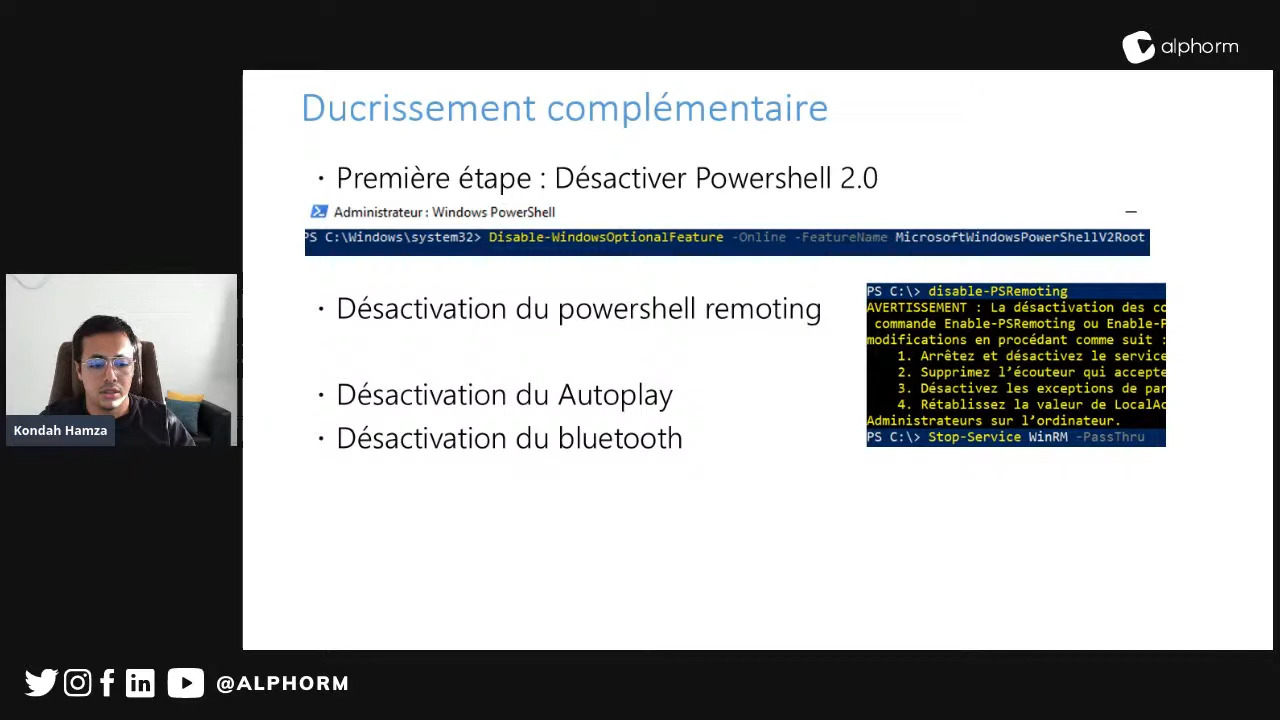 alphorm
Ducrissement complémentaire
• Première étape : Désactiver Powershell 2.0
Administrateur : Windows PowerShell
PS C:\Windows\system32> Disable-WindowsOptionalFeature -Online -FeatureName MicrosoftWindowsPowerShellV2Root
• Désactivation du powershell remoting
PS C:\> disable-PSRemoting
AVERTISSEMENT : La désactivation des co
commande Enable-PSRemoting ou Enable-P
modifications en procédant comme suit :
1. Arrêtez et désactivez le service
2. Supprimez l'écouteur qui accepte
3. Désactivez les exceptions de par
4. Rétablissez la valeur de LocalAc
Administrateurs sur l'ordinateur.
PS C:\> Stop-Service WinRM -PassThru
• Désactivation du Autoplay
• Désactivation du bluetooth
Kondah Hamza
@ALPHORM